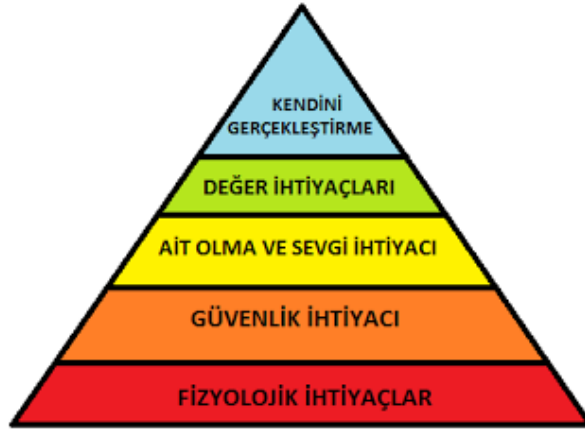 KENDİNİ
GERÇEKLEŞTİRME
DEĞER İHTİYAÇLARI
AİT OLMA VE SEVGİ İHTİYACI
GÜVENLİK İHTİYACI
FİZYOLOJİK İHTİYAÇLAR